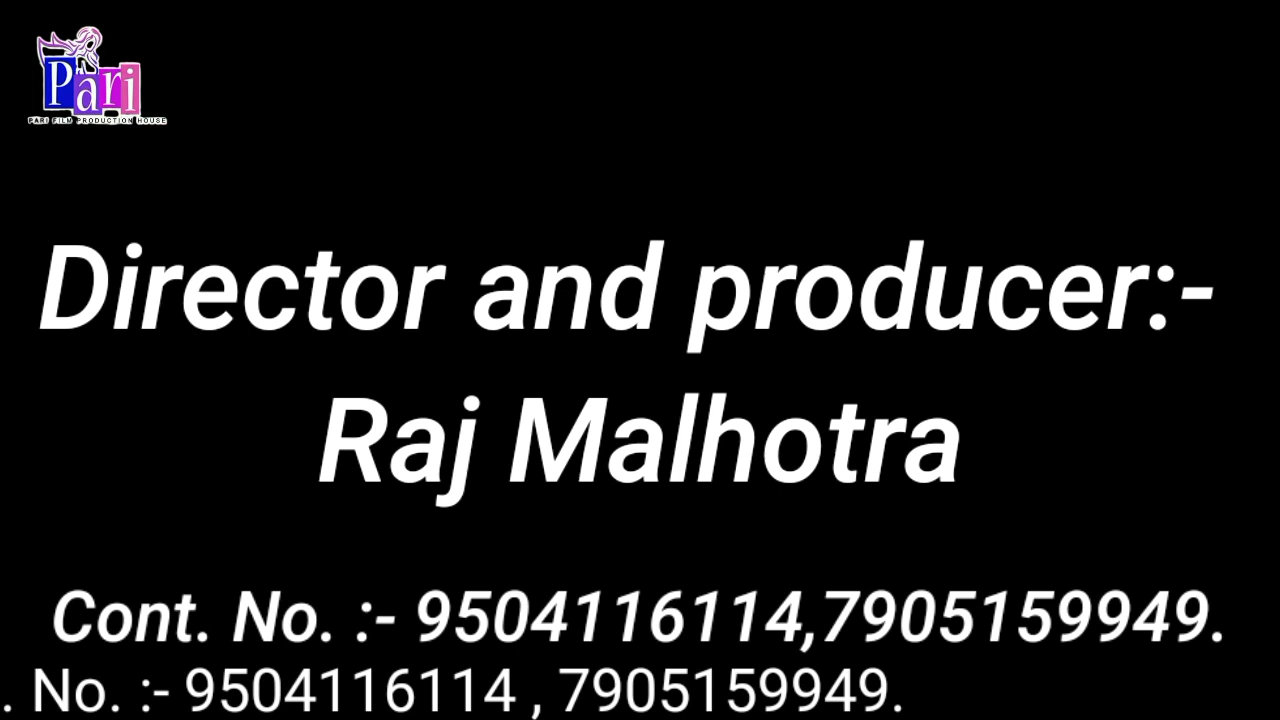 Pari
PARI FILM PRODUCTION HOUSE
Director and producer:-
Raj Malhotra
Cont. No. :- 9504116114,7905159949.
. No. :- 9504116114 , 7905159949.